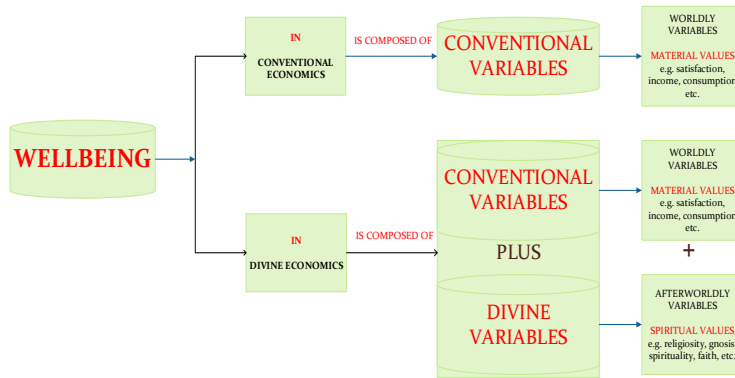 WELLBEING
IN
CONVENTIONAL
ECONOMICS
IS COMPOSED OF
CONVENTIONAL
VARIABLES
WORLDLY
VARIABLES
MATERIAL VALUES
e.g. satisfaction,
income, consumption
etc.
IN
DIVINE ECONOMICS
IS COMPOSED OF
CONVENTIONAL
VARIABLES
PLUS
DIVINE
VARIABLES
WORLDLY
VARIABLES
MATERIAL VALUES
e.g. satisfaction,
income, consumption
etc.
+
AFTERWORLDLY
VARIABLES
SPIRITUAL VALUES
e.g. religiosity, gnosis
spirituality, faith, etc.